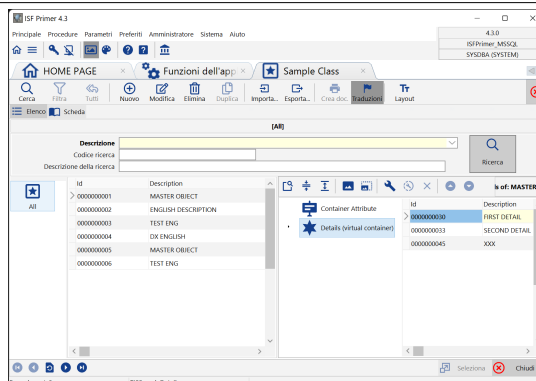 ISF Primer 4.3
Principale Procedure Parametri Preferiti Amministratore Sistema Aiuto
4.3.0
ISFPrimer_MSSQL
SYSDBA (SYSTEM)
HOME PAGE × Funzioni dell'app × Sample Class ×
Cerca Filtra Tutti Nuovo Modifica Elimina Duplica Importa... Esporta... Crea doc. Traduzioni Layout
Elenco Scheda
[All]
Descrizione
Codice ricerca
Descrizione della ricerca
Ricerca
All
Id Description
0000000001 MASTER OBJECT
0000000002 ENGLISH DESCRIPTION
0000000003 TEST ENG
0000000004 DX ENGLISH
0000000005 MASTER OBJECT
0000000006 TEST ENG
ls of: MASTER
Container Attribute
Details (virtual container)
Id Description
0000000030 FIRST DETAIL
0000000033 SECOND DETAIL
0000000045 XXX
Seleziona Chiudi